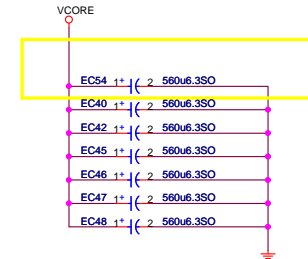 VCORE
EC54 1 + 2 560u6.3SO
EC40 1 + 2 560u6.3SO
EC42 1 + 2 560u6.3SO
EC45 1 + 2 560u6.3SO
EC46 1 + 2 560u6.3SO
EC47 1 + 2 560u6.3SO
EC48 1 + 2 560u6.3SO